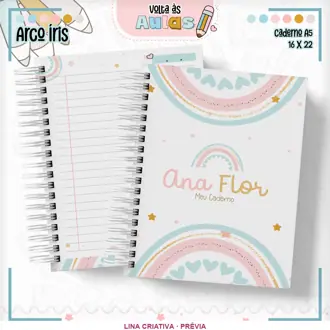 Arco Íris
VOLTA ÀS
Aulas
Caderno A5
16 X 22
Ana Flor
Meu Caderno
LINA CRIATIVA · PRÉVIA